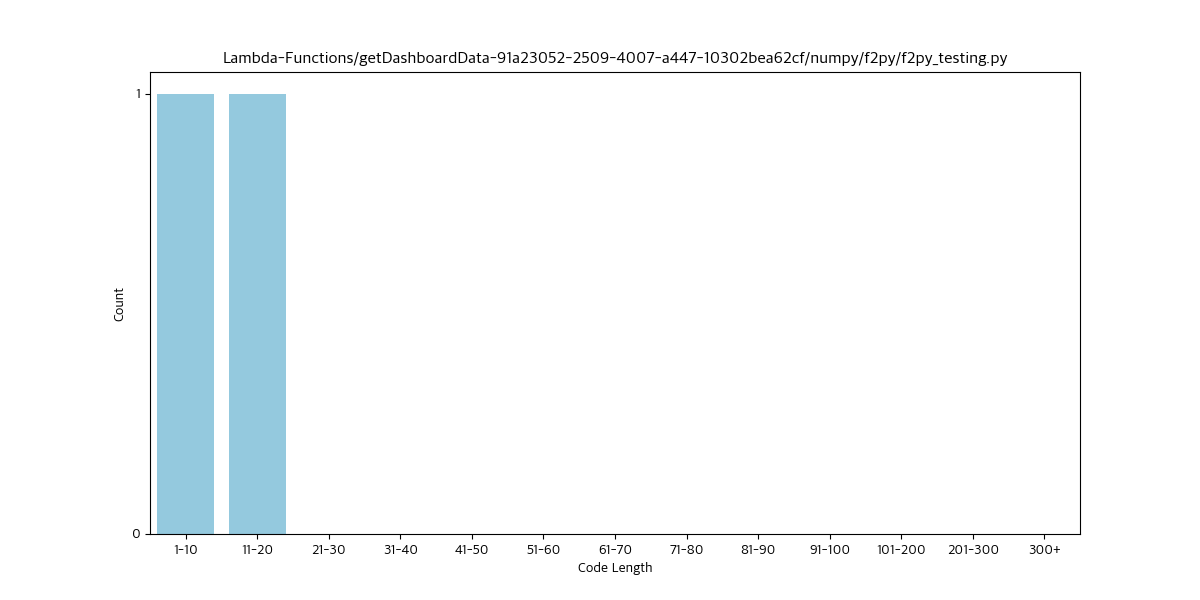 Lambda-Functions/getDashboardData-91a23052-2509-4007-a447-10302bea62cf/numpy/f2py/f2py_testing.py
1
Count
0
1-10 11-20 21-30 31-40 41-50 51-60 61-70 71-80 81-90 91-100 101-200 201-300 300+
Code Length